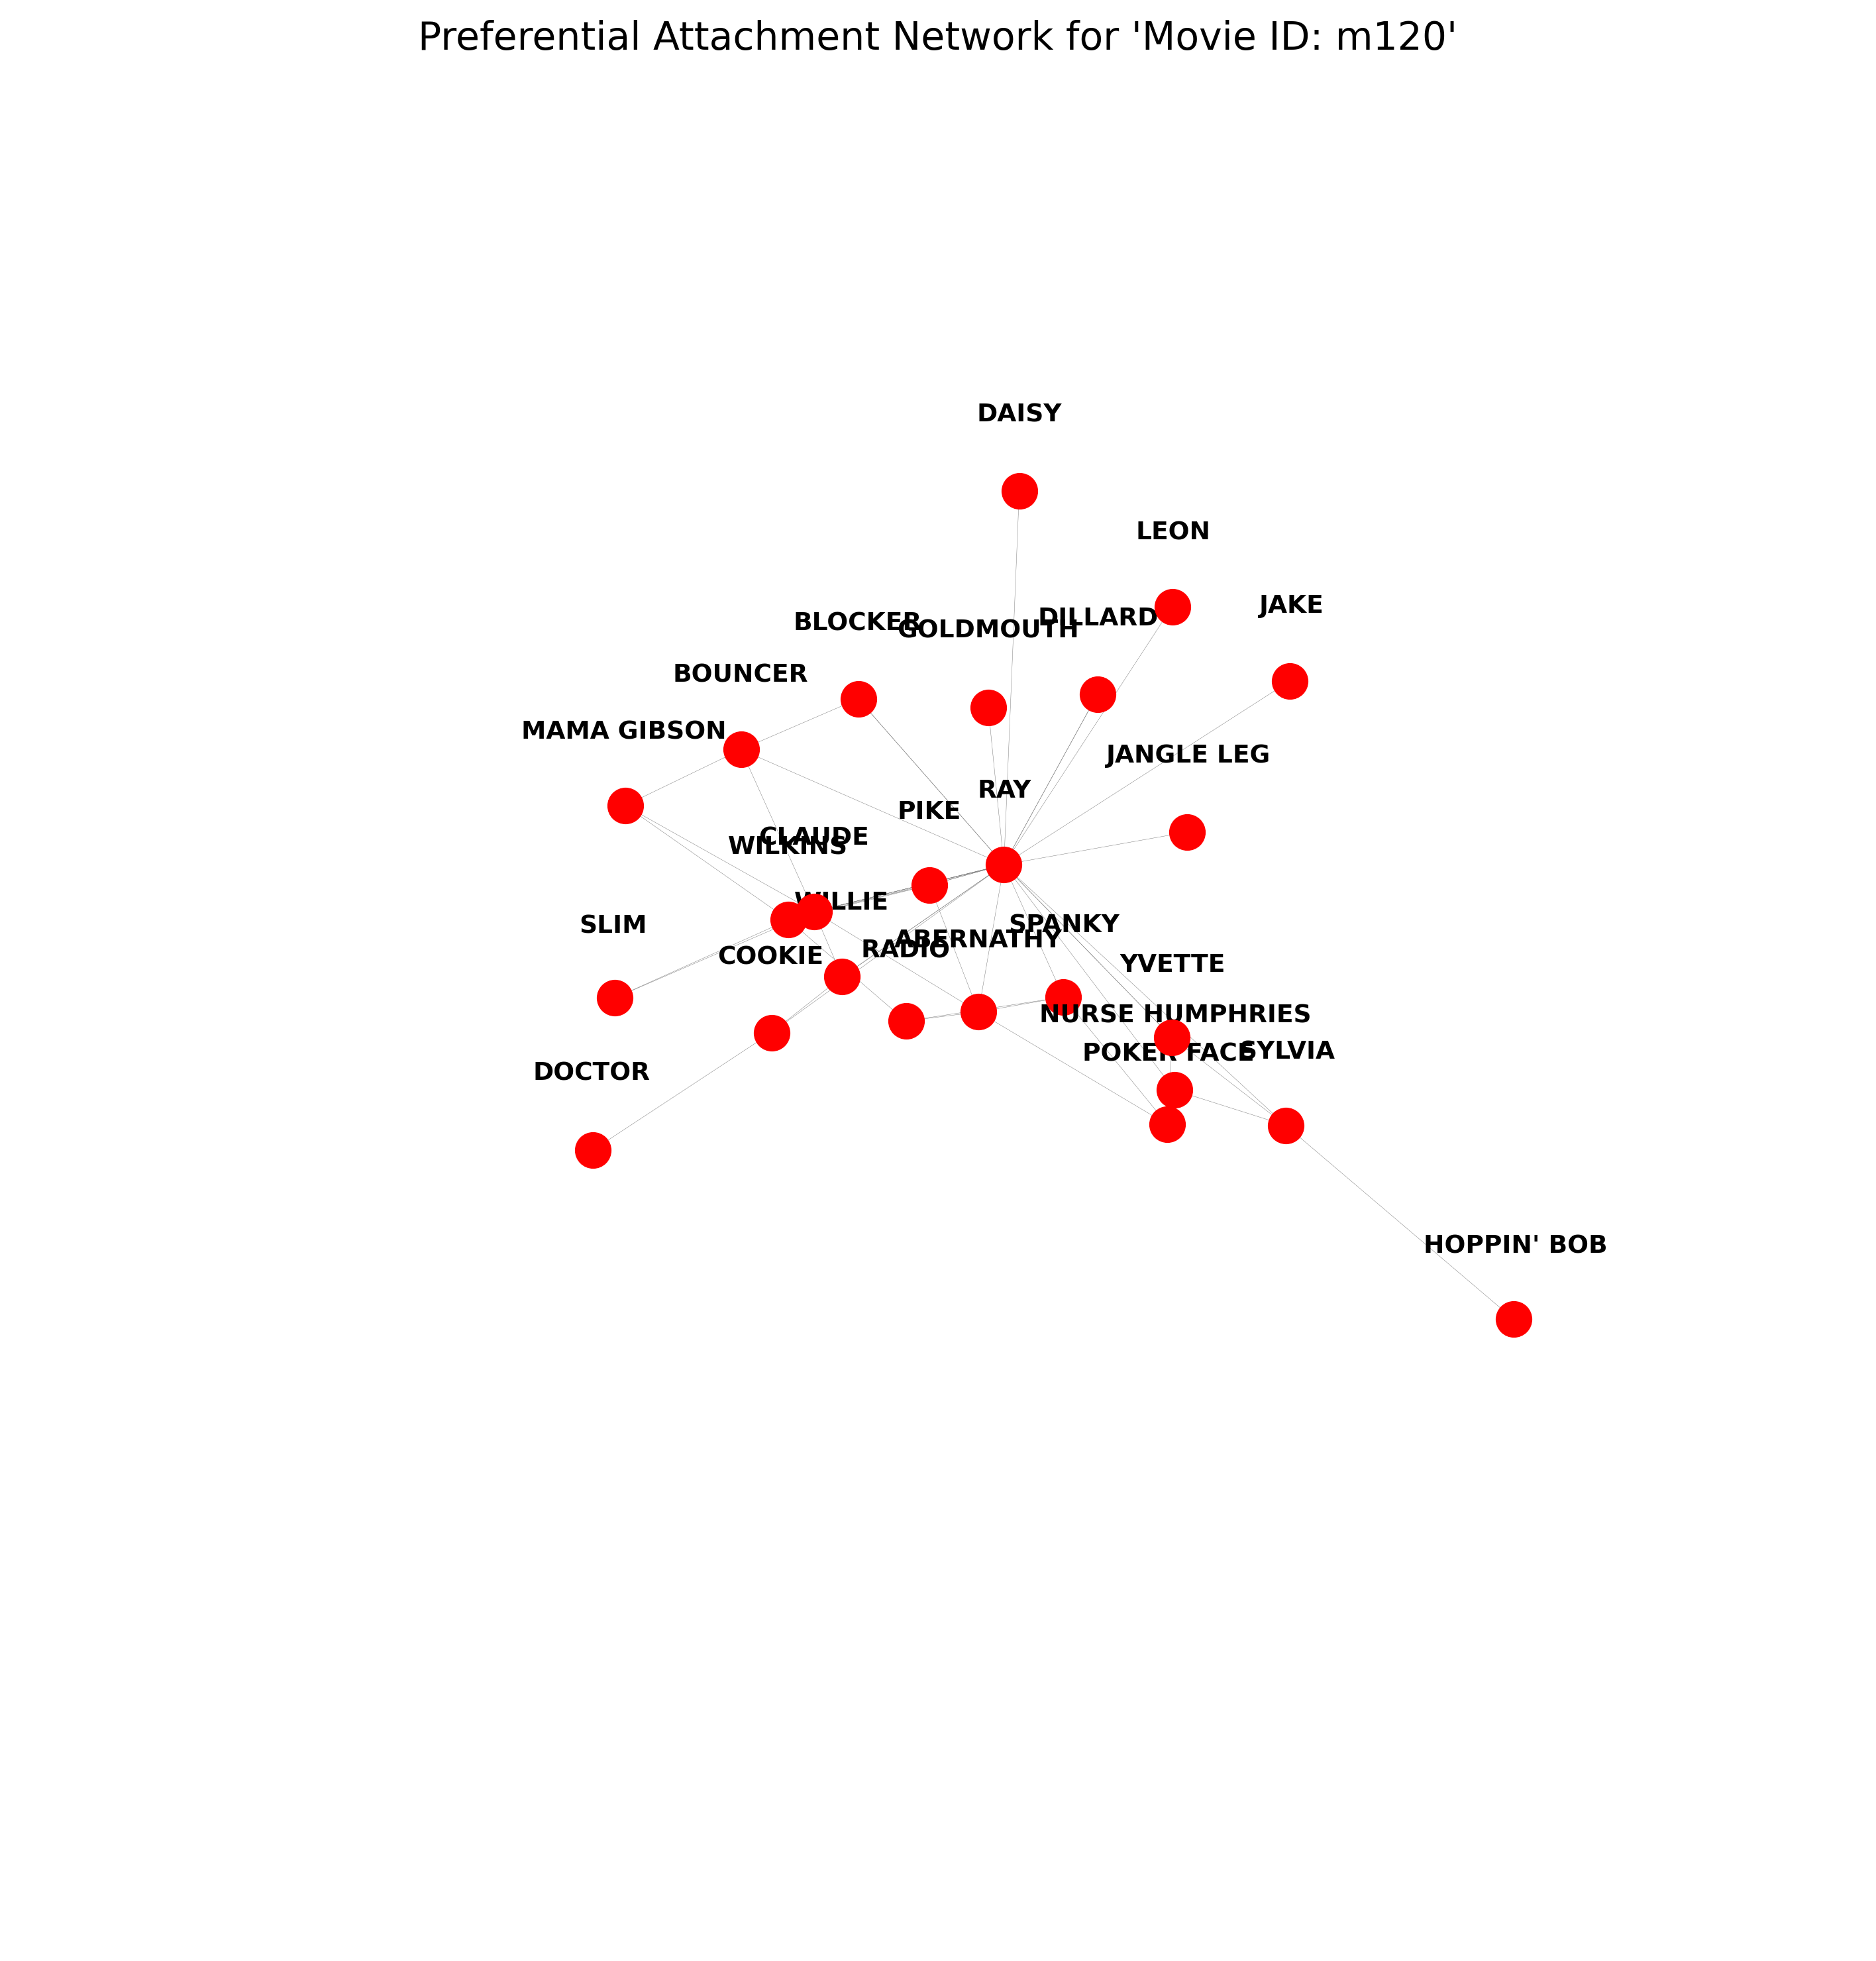 Preferential Attachment Network for 'Movie ID: m120'
DAISY
LEON
JAKE
BLOCKER
GOLDMOUTH
DILLARD
BOUNCER
MAMA GIBSON
JANGLE LEG
RAY
PIKE
CLAUDE
WILKINS
WILLIE
SLIM
SPANKY
ABERNATHY
RADIO
COOKIE
YVETTE
NURSE HUMPHRIES
POKER FACE
SYLVIA
DOCTOR
HOPPIN' BOB